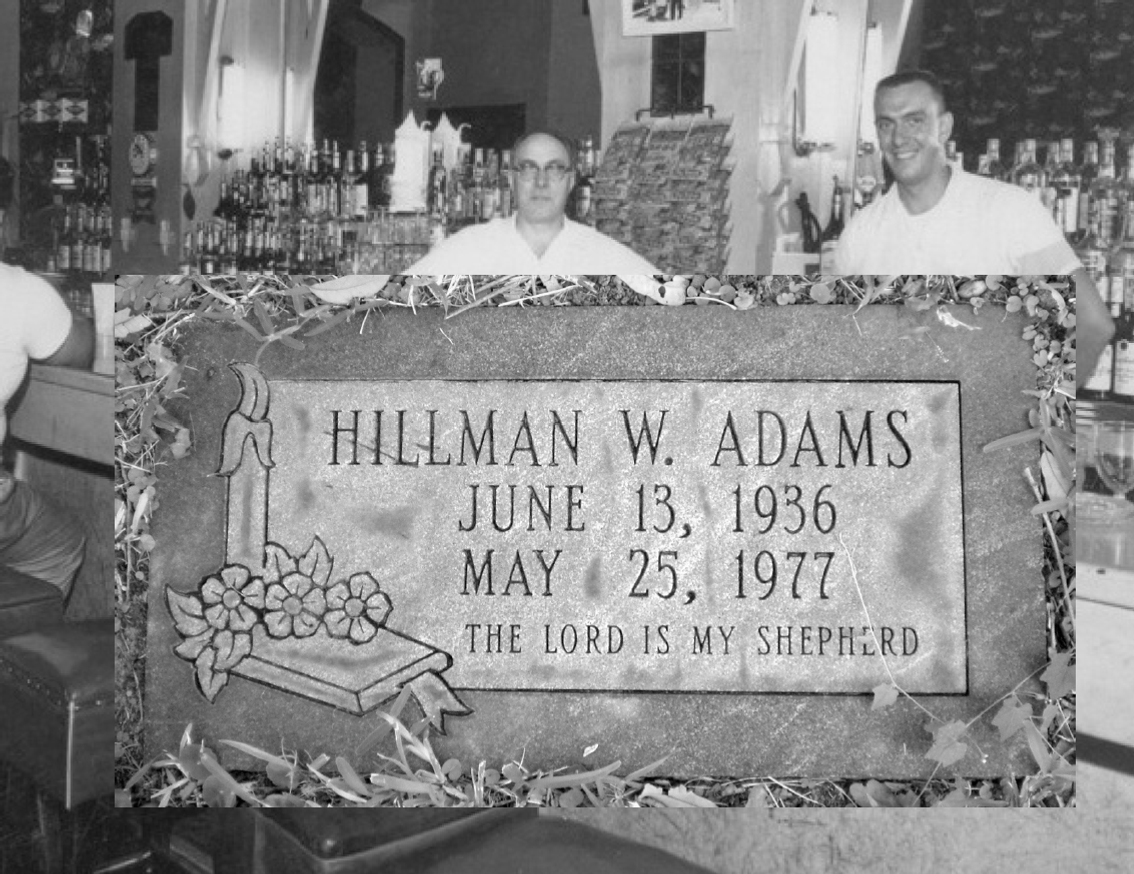 HILLMAN W. ADAMS
JUNE 13, 1936
MAY 25, 1977
THE LORD IS MY SHEPHERD